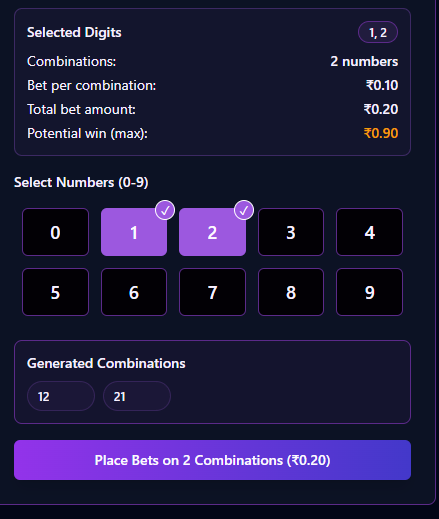 Selected Digits 1, 2
Combinations: 2 numbers
Bet per combination: ₹0.10
Total bet amount: ₹0.20
Potential win (max): ₹0.90
Select Numbers (0-9)
0 1 2 3 4
5 6 7 8 9
Generated Combinations
12 21
Place Bets on 2 Combinations (₹0.20)